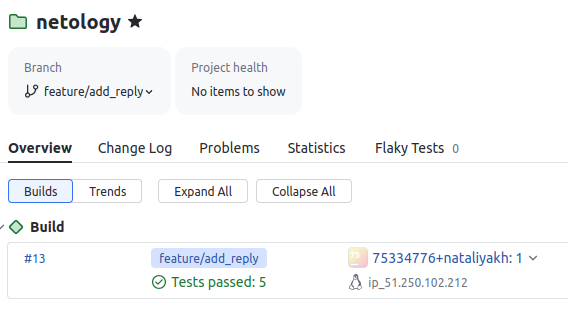 netology
Branch
Project health
feature/add_reply
No items to show
Overview Change Log Problems Statistics Flaky Tests 0
Builds Trends Expand All Collapse All
Build
#13 feature/add_reply 75334776+nataliyakh: 1
Tests passed: 5 ip_51.250.102.212